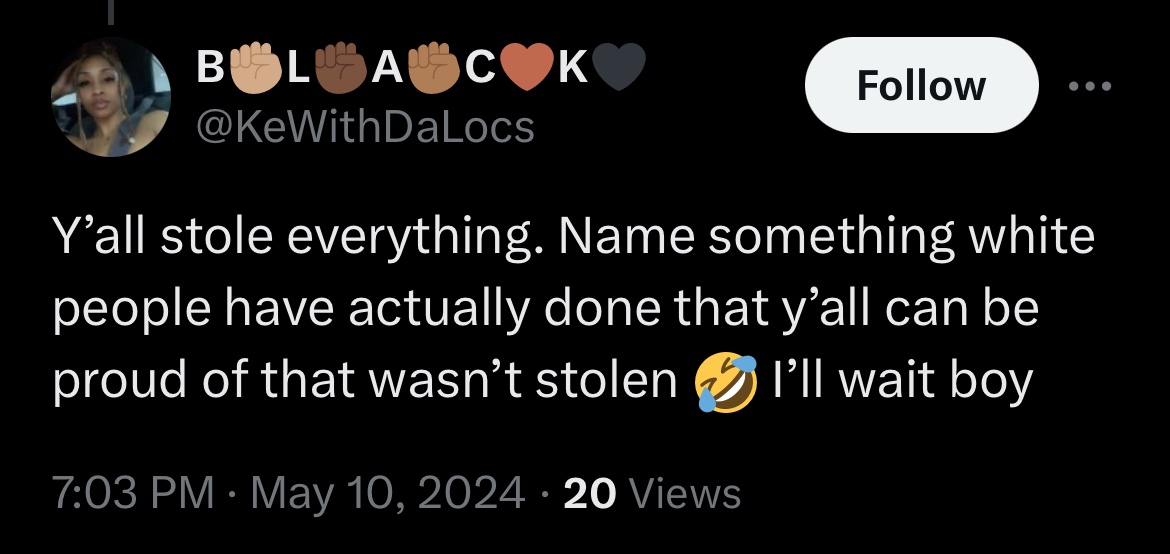 B✊🏼L✊🏿A✊🏽C❤️K🖤
Follow
@KeWithDaLocs
Y’all stole everything. Name something white
people have actually done that y’all can be
proud of that wasn’t stolen 🤣 I’ll wait boy
7:03 PM · May 10, 2024 · 20 Views